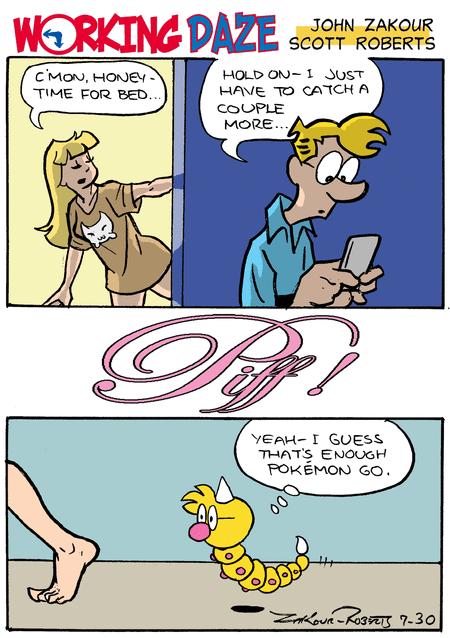 WORKING DAZE
JOHN ZAKOUR
SCOTT ROBERTS
C'MON, HONEY-
TIME FOR BED...
HOLD ON- I JUST
HAVE TO CATCH A
COUPLE
MORE...
Piff!
YEAH- I GUESS
THAT'S ENOUGH
POKÉMON GO.
ZAKOUR-ROBERTS 7-30